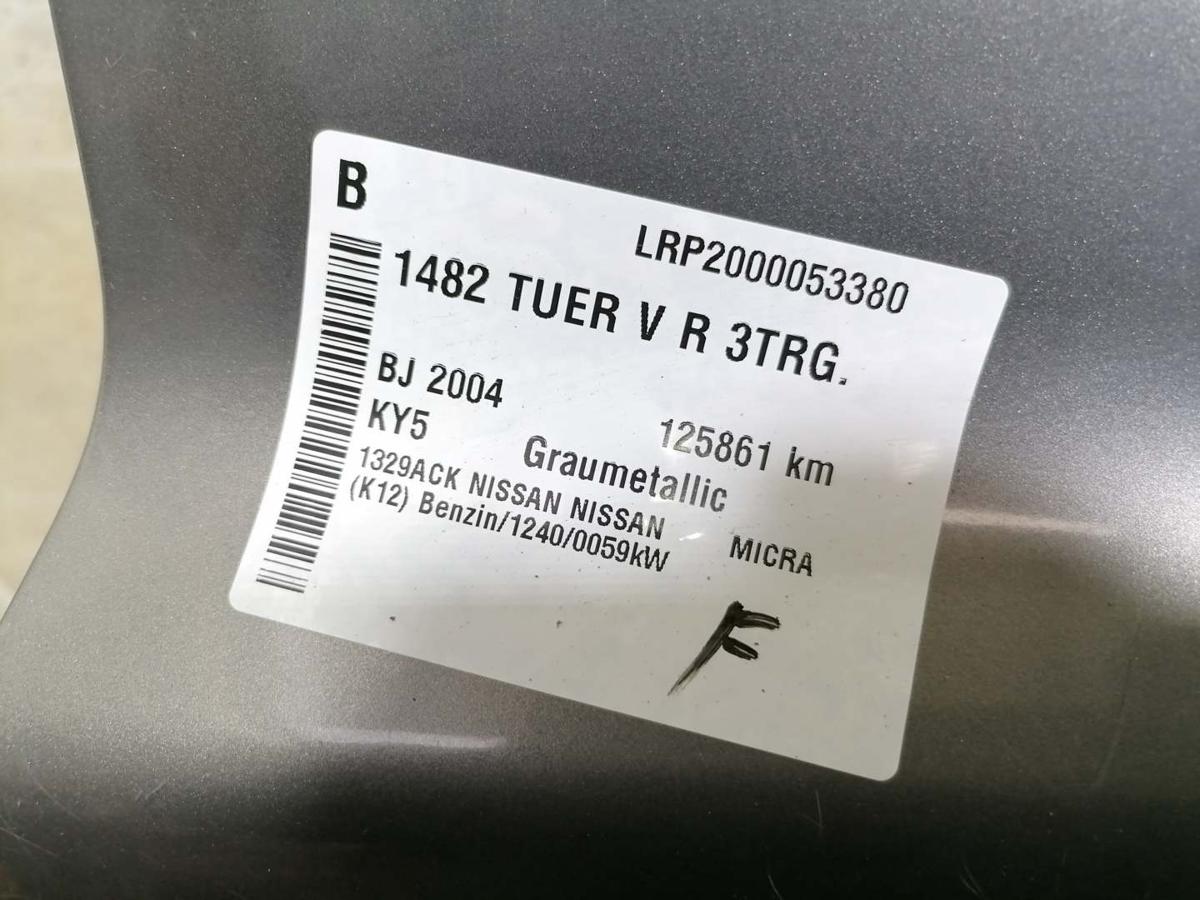 B
LRP2000053380
1482 TUER V R 3TRG.
BJ 2004
125861 km
KY5
Graumetallic
1329ACK NISSAN NISSAN MICRA
(K12) Benzin/1240/0059kW
F